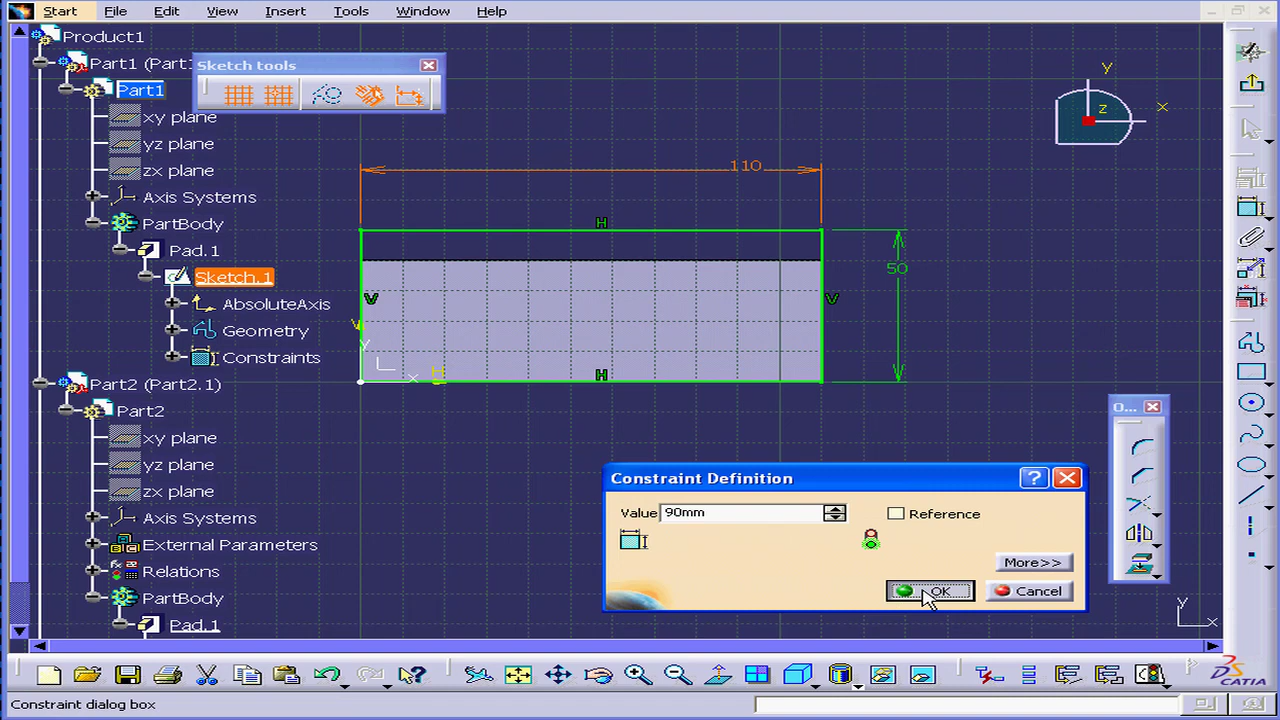 Start File Edit View Insert Tools Window Help
Product1
Part1 (Part1
Sketch tools
Part1
xy plane
yz plane
zx plane
Axis Systems
PartBody
Pad.1
Sketch.1
AbsoluteAxis
Geometry
Constraints
Part2 (Part2.1)
Part2
xy plane
yz plane
zx plane
Axis Systems
External Parameters
Relations
PartBody
Pad.1
y
x
z
110
H
50
V
V
V
y
H
x
H
O...
Constraint Definition
Value 90mm
Reference
More>>
OK Cancel
y
x
CATIA
Constraint dialog box